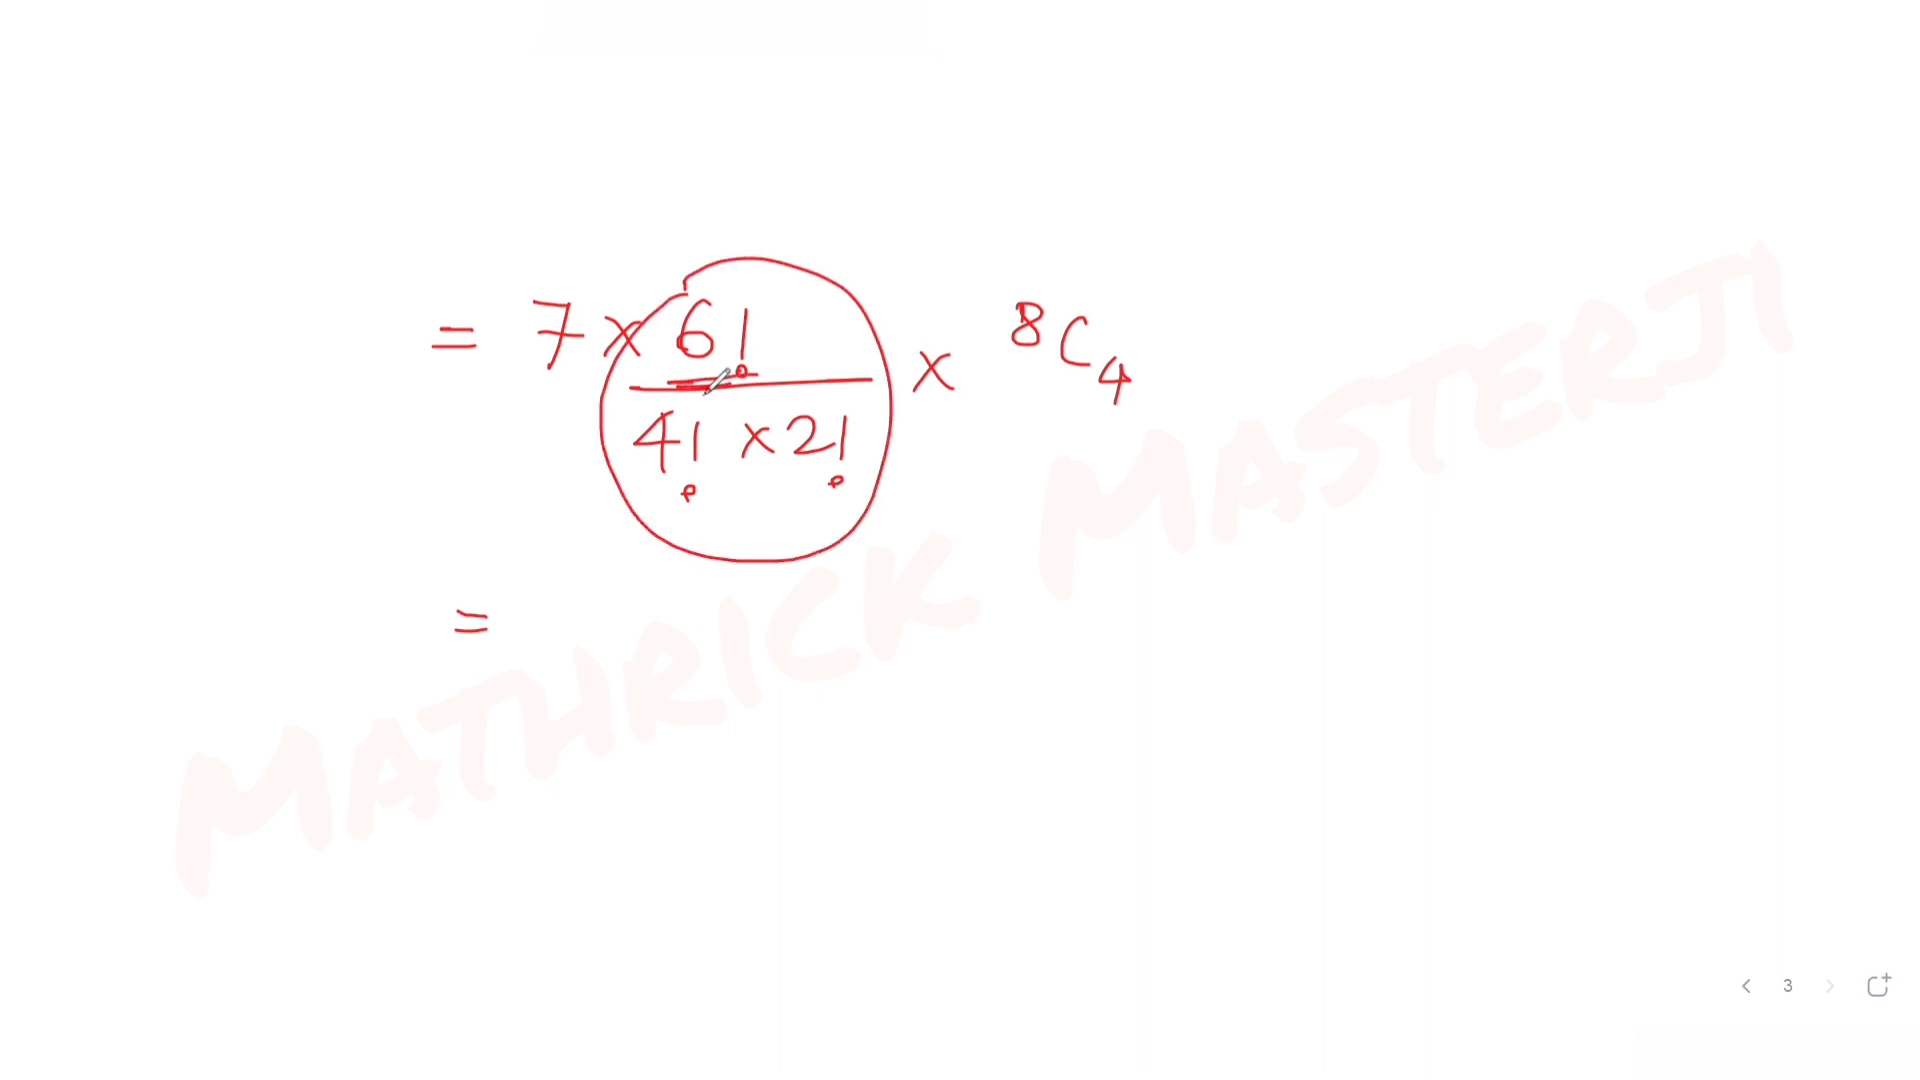 = 7 × 6!
4! × 2!
× ⁸C₄
=
MATHRICK MASTERJI
3